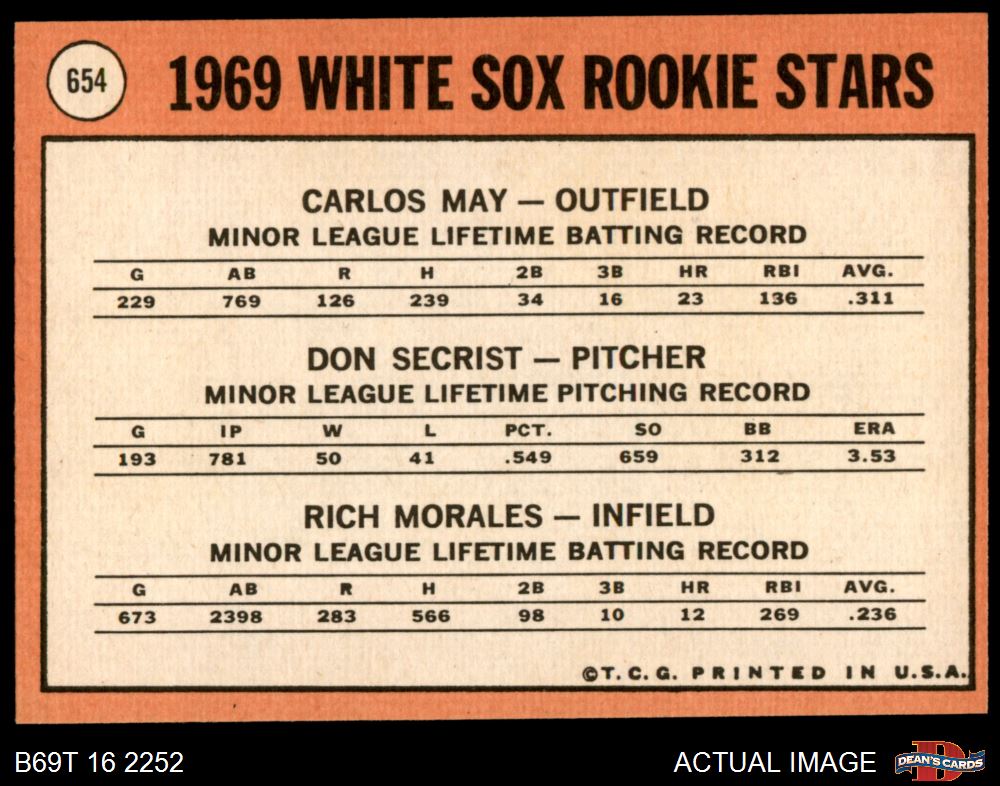 654
1969 WHITE SOX ROOKIE STARS
CARLOS MAY — OUTFIELD
MINOR LEAGUE LIFETIME BATTING RECORD
G AB R H 2B 3B HR RBI AVG.
229 769 126 239 34 16 23 136 .311
DON SECRIST — PITCHER
MINOR LEAGUE LIFETIME PITCHING RECORD
G IP W L PCT. SO BB ERA
193 781 50 41 .549 659 312 3.53
RICH MORALES — INFIELD
MINOR LEAGUE LIFETIME BATTING RECORD
G AB R H 2B 3B HR RBI AVG.
673 2398 283 566 98 10 12 269 .236
©T. C. G. PRINTED IN U.S.A.
B69T 16 2252 ACTUAL IMAGE
D
DEAN'S CARDS